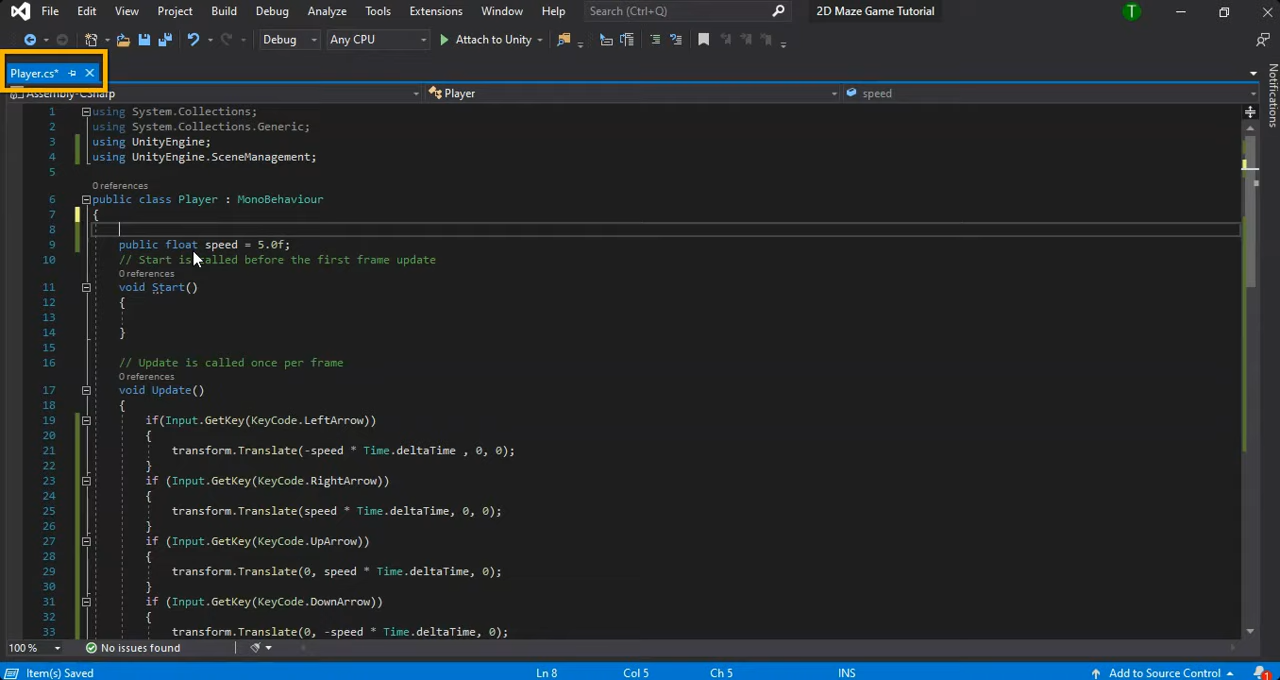 File Edit View Project Build Debug Analyze Tools Extensions Window Help Search (Ctrl+Q) 2D Maze Game Tutorial T
Debug Any CPU Attach to Unity
Player.cs*
Assembly-CSharp Player speed
Notifications
1 using System.Collections;
2 using System.Collections.Generic;
3 using UnityEngine;
4 using UnityEngine.SceneManagement;
5
0 references
6 public class Player : MonoBehaviour
7 {
8
9 public float speed = 5.0f;
10 // Start is called before the first frame update
0 references
11 void Start()
12 {
13
14 }
15
16 // Update is called once per frame
0 references
17 void Update()
18 {
19 if(Input.GetKey(KeyCode.LeftArrow))
20 {
21 transform.Translate(-speed * Time.deltaTime , 0, 0);
22 }
23 if (Input.GetKey(KeyCode.RightArrow))
24 {
25 transform.Translate(speed * Time.deltaTime, 0, 0);
26 }
27 if (Input.GetKey(KeyCode.UpArrow))
28 {
29 transform.Translate(0, speed * Time.deltaTime, 0);
30 }
31 if (Input.GetKey(KeyCode.DownArrow))
32 {
33 transform.Translate(0, -speed * Time.deltaTime, 0);
100 % No issues found
Item(s) Saved Ln 8 Col 5 Ch 5 INS Add to Source Control 1